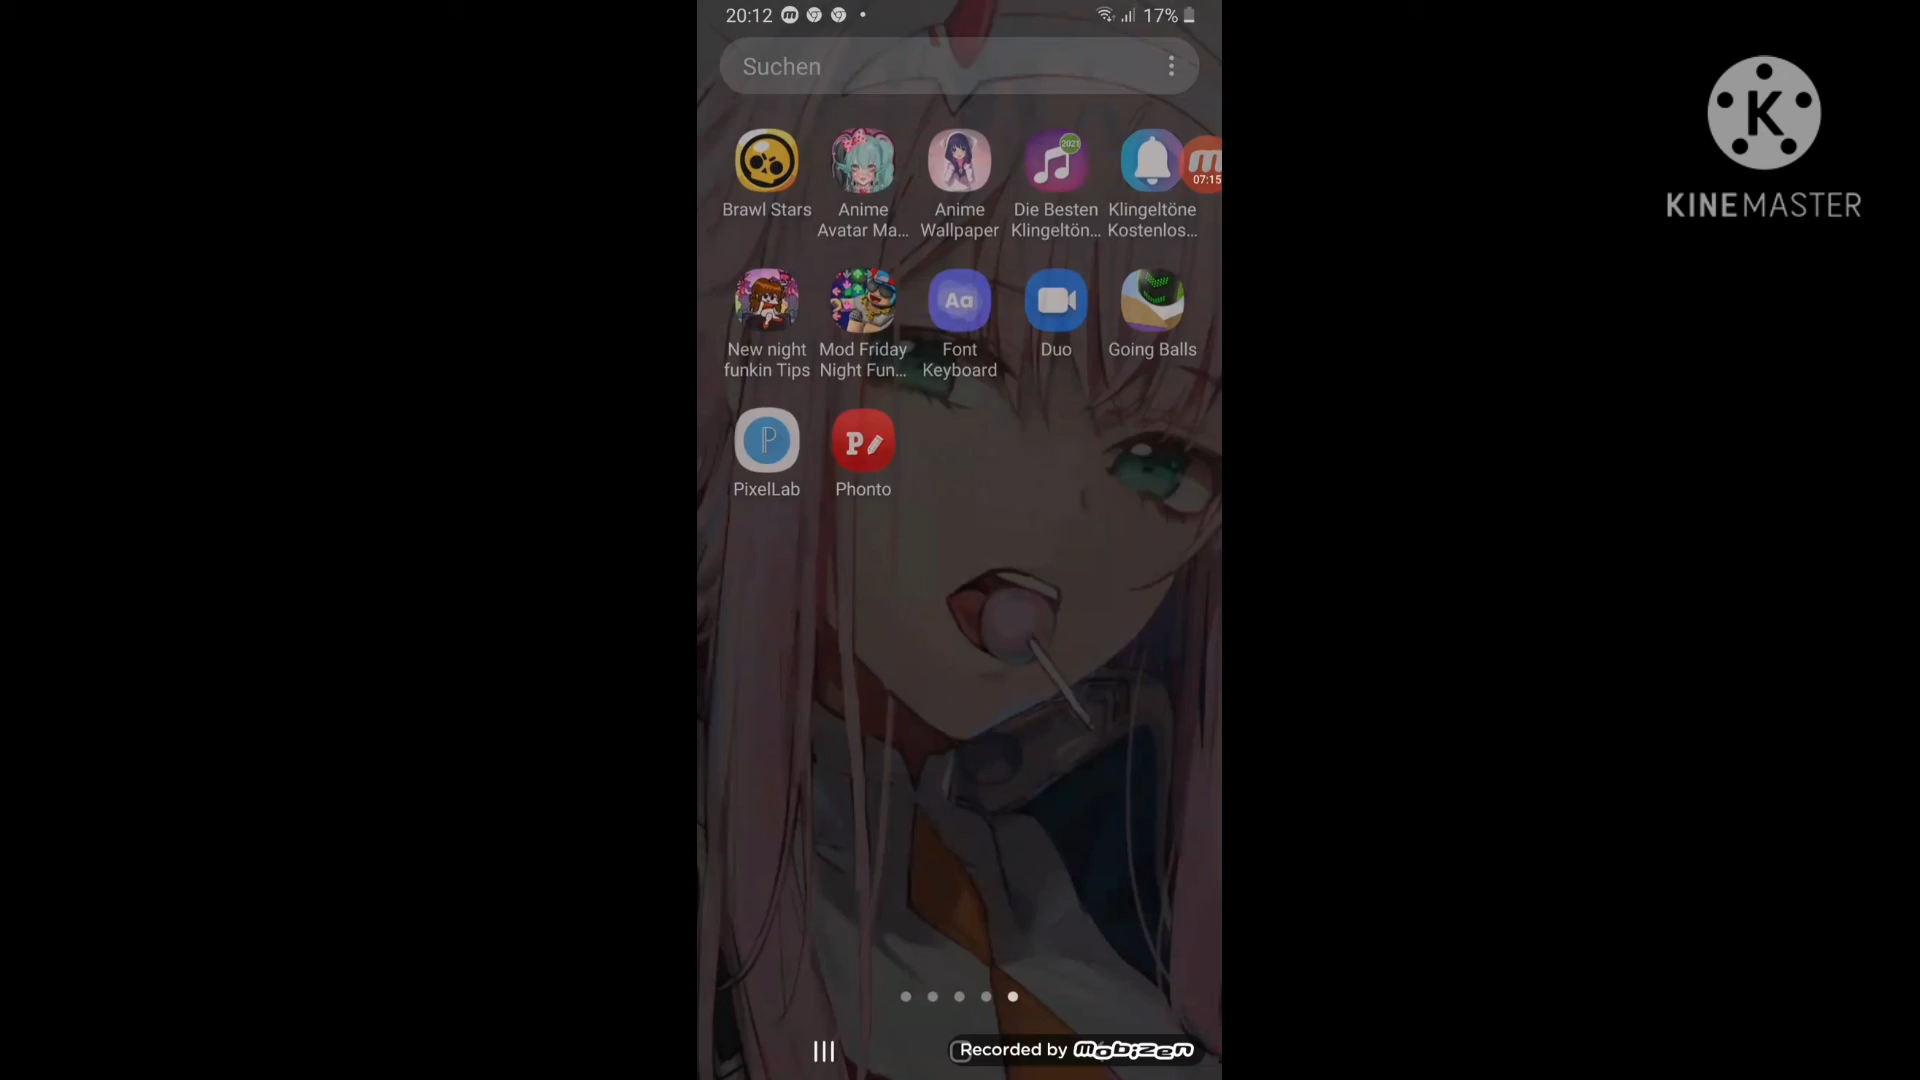 20:12
17%
Suchen
K
KINEMASTER
2021
m
07:15
Brawl Stars
Anime
Avatar Ma...
Anime
Wallpaper
Die Besten
Klingeltön...
Klingeltöne
Kostenlos...
Aa
New night
funkin Tips
Mod Friday
Night Fun...
Font
Keyboard
Duo
Going Balls
P
P
PixelLab
Phonto
Recorded by mobizen